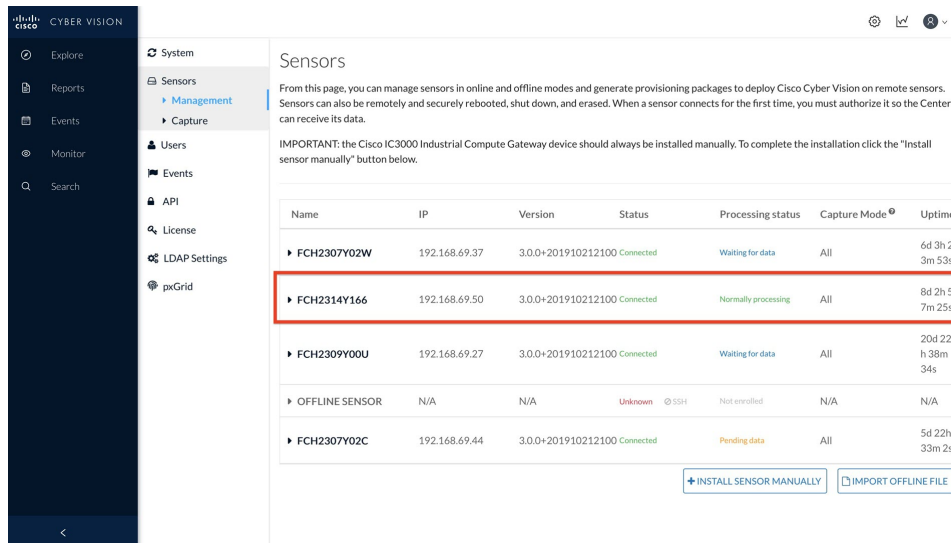 CISCO CYBER VISION
Explore
Reports
Events
Monitor
Search
System
Sensors
Management
Capture
Users
Events
API
License
LDAP Settings
pxGrid
Sensors
From this page, you can manage sensors in online and offline modes and generate provisioning packages to deploy Cisco Cyber Vision on remote sensors.
Sensors can also be remotely and securely rebooted, shut down, and erased. When a sensor connects for the first time, you must authorize it so the Center
can receive its data.
IMPORTANT: the Cisco IC3000 Industrial Compute Gateway device should always be installed manually. To complete the installation click the "Install
sensor manually" button below.
Name IP Version Status Processing status Capture Mode Uptime
FCH2307Y02W 192.168.69.37 3.0.0+201910212100 Connected Waiting for data All 6d 3h 2
3m 53s
FCH2314Y166 192.168.69.50 3.0.0+201910212100 Connected Normally processing All 8d 2h 5
7m 25s
FCH2309Y00U 192.168.69.27 3.0.0+201910212100 Connected Waiting for data All 20d 22
h 38m
34s
OFFLINE SENSOR N/A N/A Unknown SSH Not enrolled N/A N/A
FCH2307Y02C 192.168.69.44 3.0.0+201910212100 Connected Pending data All 5d 22h
33m 2s
+ INSTALL SENSOR MANUALLY IMPORT OFFLINE FILE